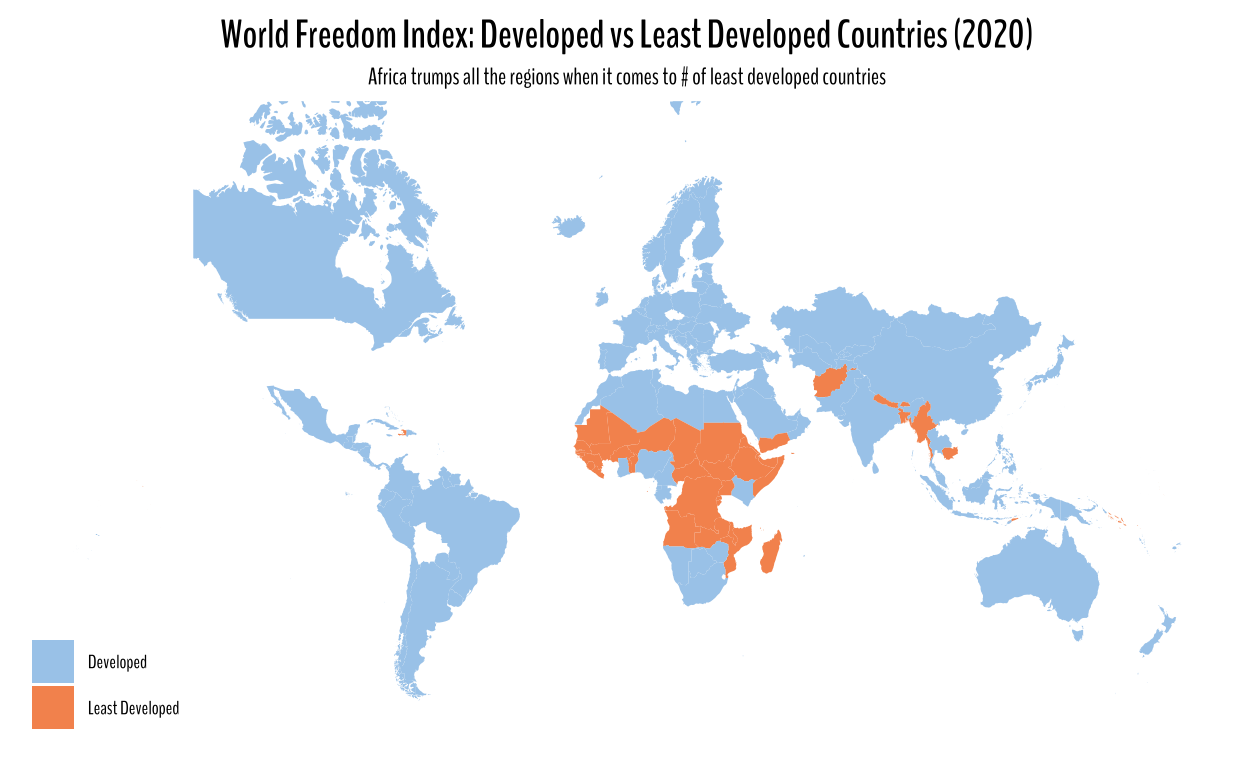 World Freedom Index: Developed vs Least Developed Countries (2020)
Africa trumps all the regions when it comes to # of least developed countries
Developed
Least Developed